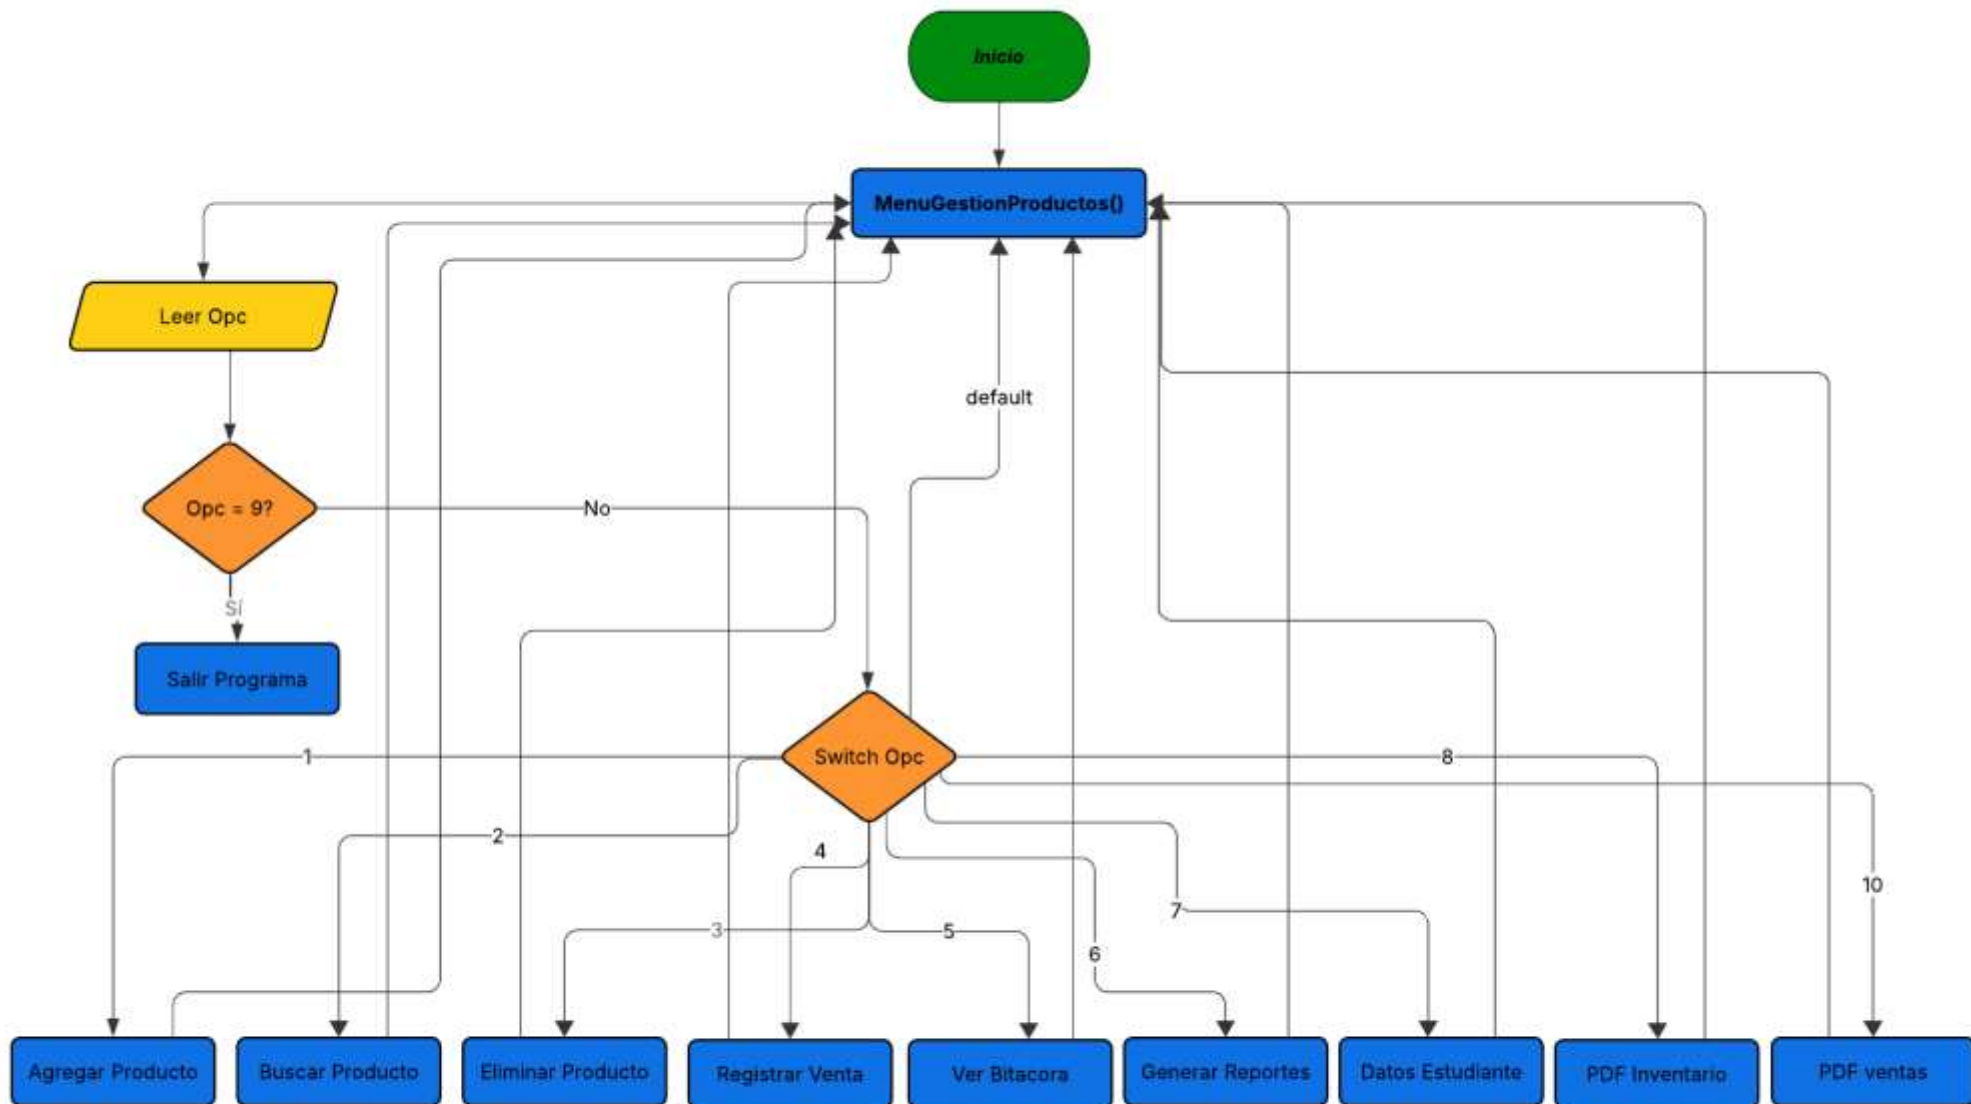 Inicio
MenuGestionProductos()
Leer Opc
default
Opc = 9?
No
Sí
Salir Programa
Switch Opc
1
8
2
4
10
7
3
5
6
Agregar Producto
Buscar Producto
Eliminar Producto
Registrar Venta
Ver Bitacora
Generar Reportes
Datos Estudiante
PDF Inventario
PDF ventas